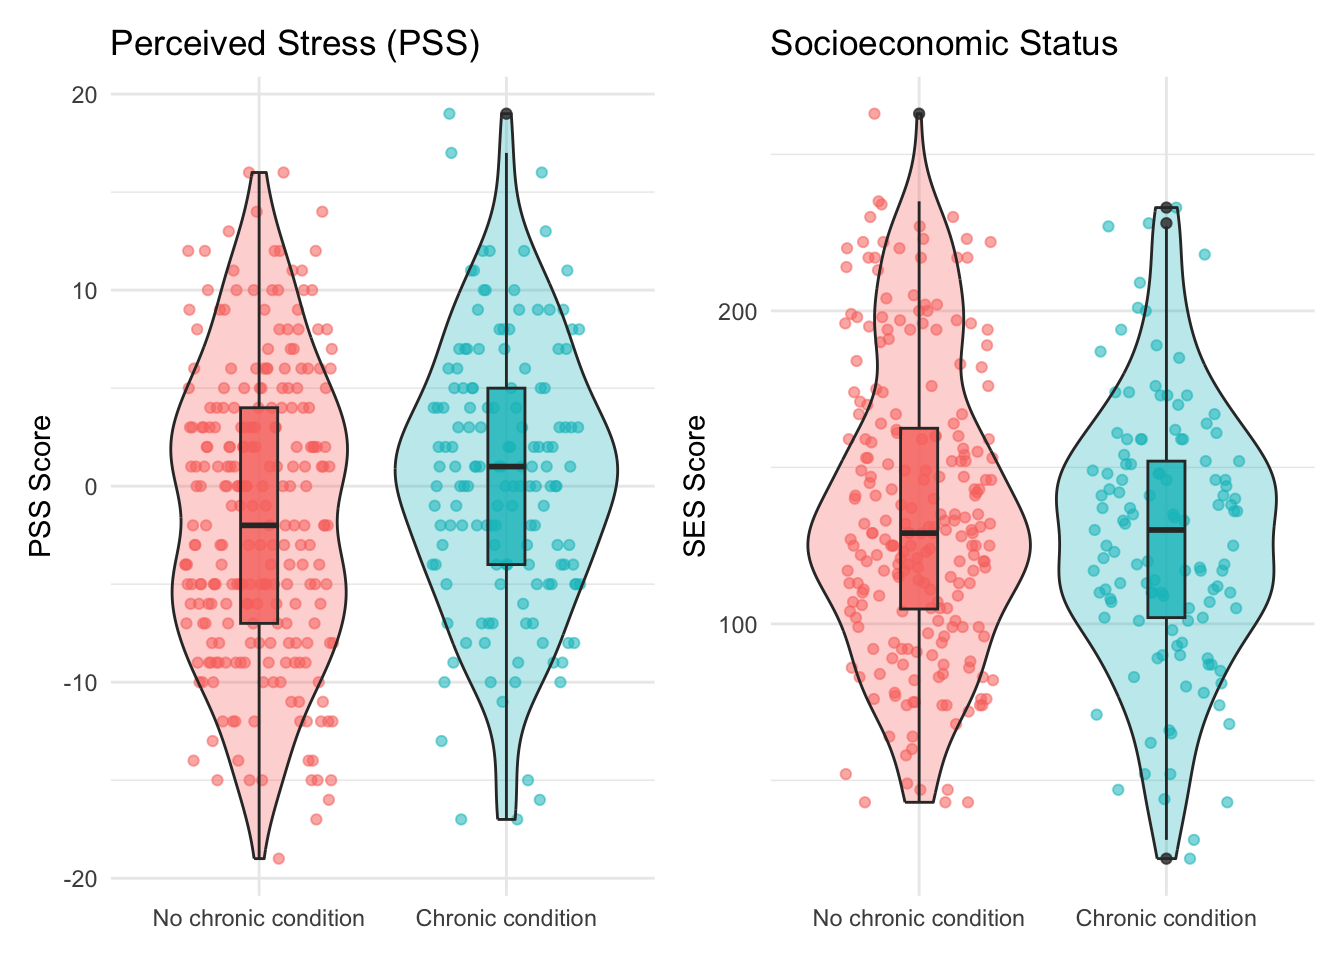 Perceived Stress (PSS)
PSS Score
20
10
0
-10
-20
No chronic condition
Chronic condition
Socioeconomic Status
SES Score
200
100
No chronic condition
Chronic condition